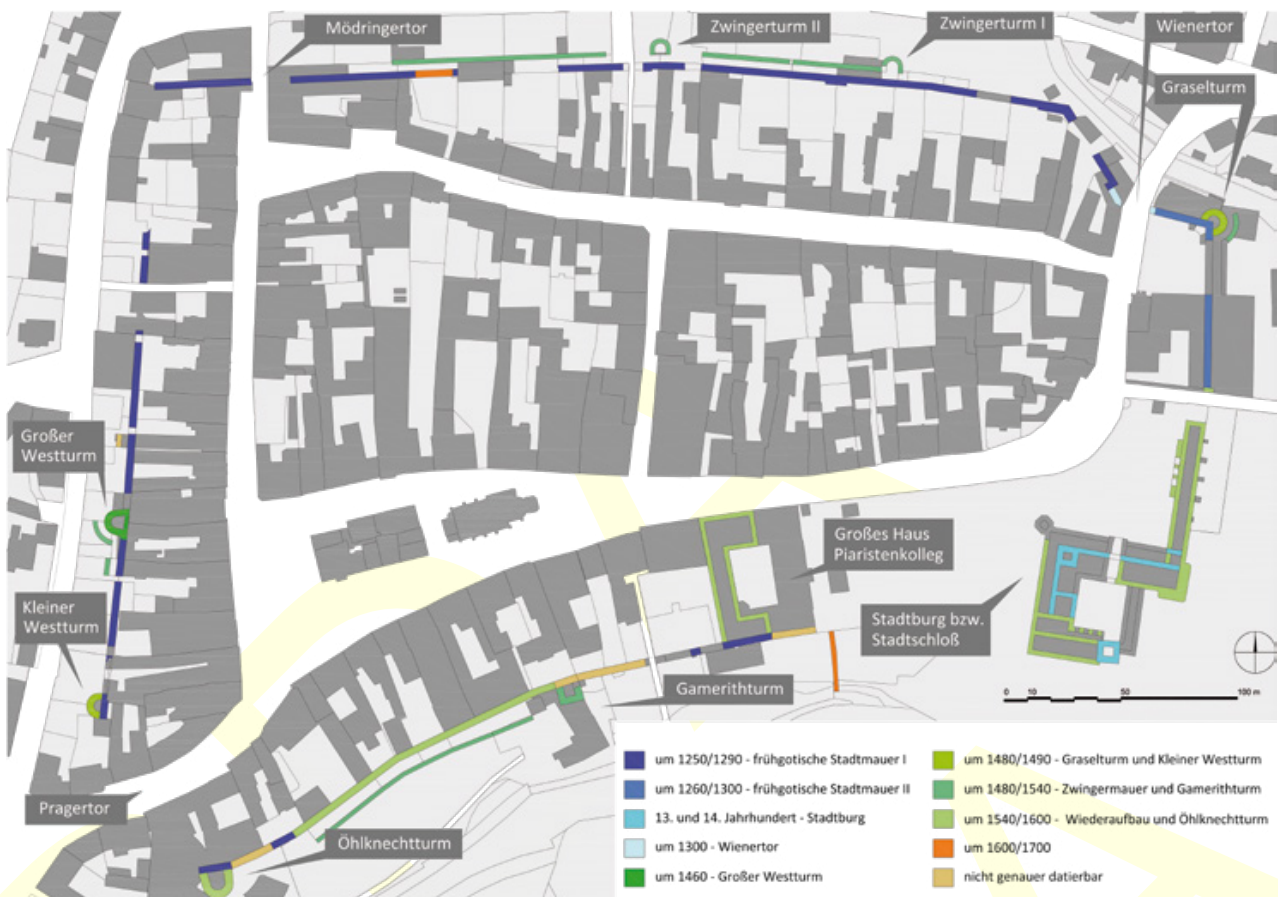 Mödringertor
Zwingerturm II
Zwingerturm I
Wienertor
Graselturm
Großer
Westturm
Kleiner
Westturm
Großes Haus
Piaristenkolleg
Stadtburg bzw.
Stadtschloß
Gamerithturm
Pragertor
Öhlknechtturm
0 10 50 100 m
um 1250/1290 - frühgotische Stadtmauer I
um 1260/1300 - frühgotische Stadtmauer II
13. und 14. Jahrhundert - Stadtburg
um 1300 - Wienertor
um 1460 - Großer Westturm
um 1480/1490 - Graselturm und Kleiner Westturm
um 1480/1540 - Zwingermauer und Gamerithturm
um 1540/1600 - Wiederaufbau und Öhlknechtturm
um 1600/1700
nicht genauer datierbar